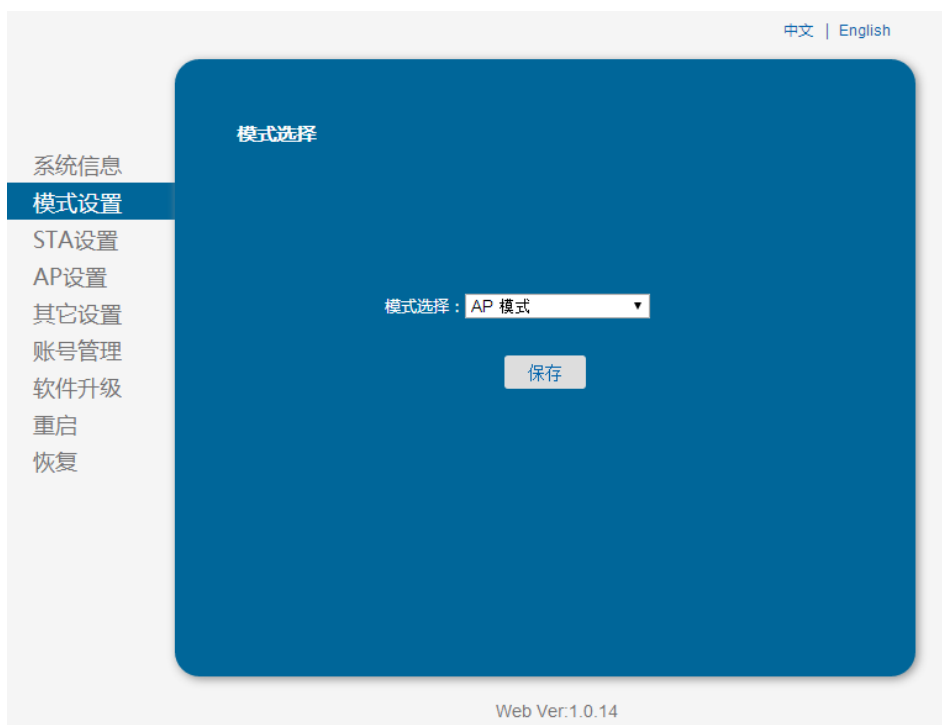 中文 | English
模式选择
系统信息
模式设置
STA设置
AP设置
其它设置
账号管理
软件升级
重启
恢复
模式选择：AP 模式
保存
Web Ver:1.0.14